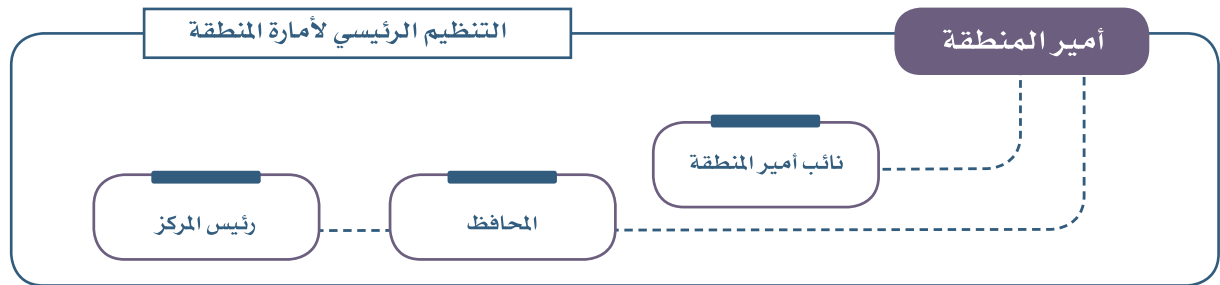 التنظيم الرئيسي لأمارة المنطقة
أمير المنطقة
نائب أمير المنطقة
المحافظ
رئيس المركز